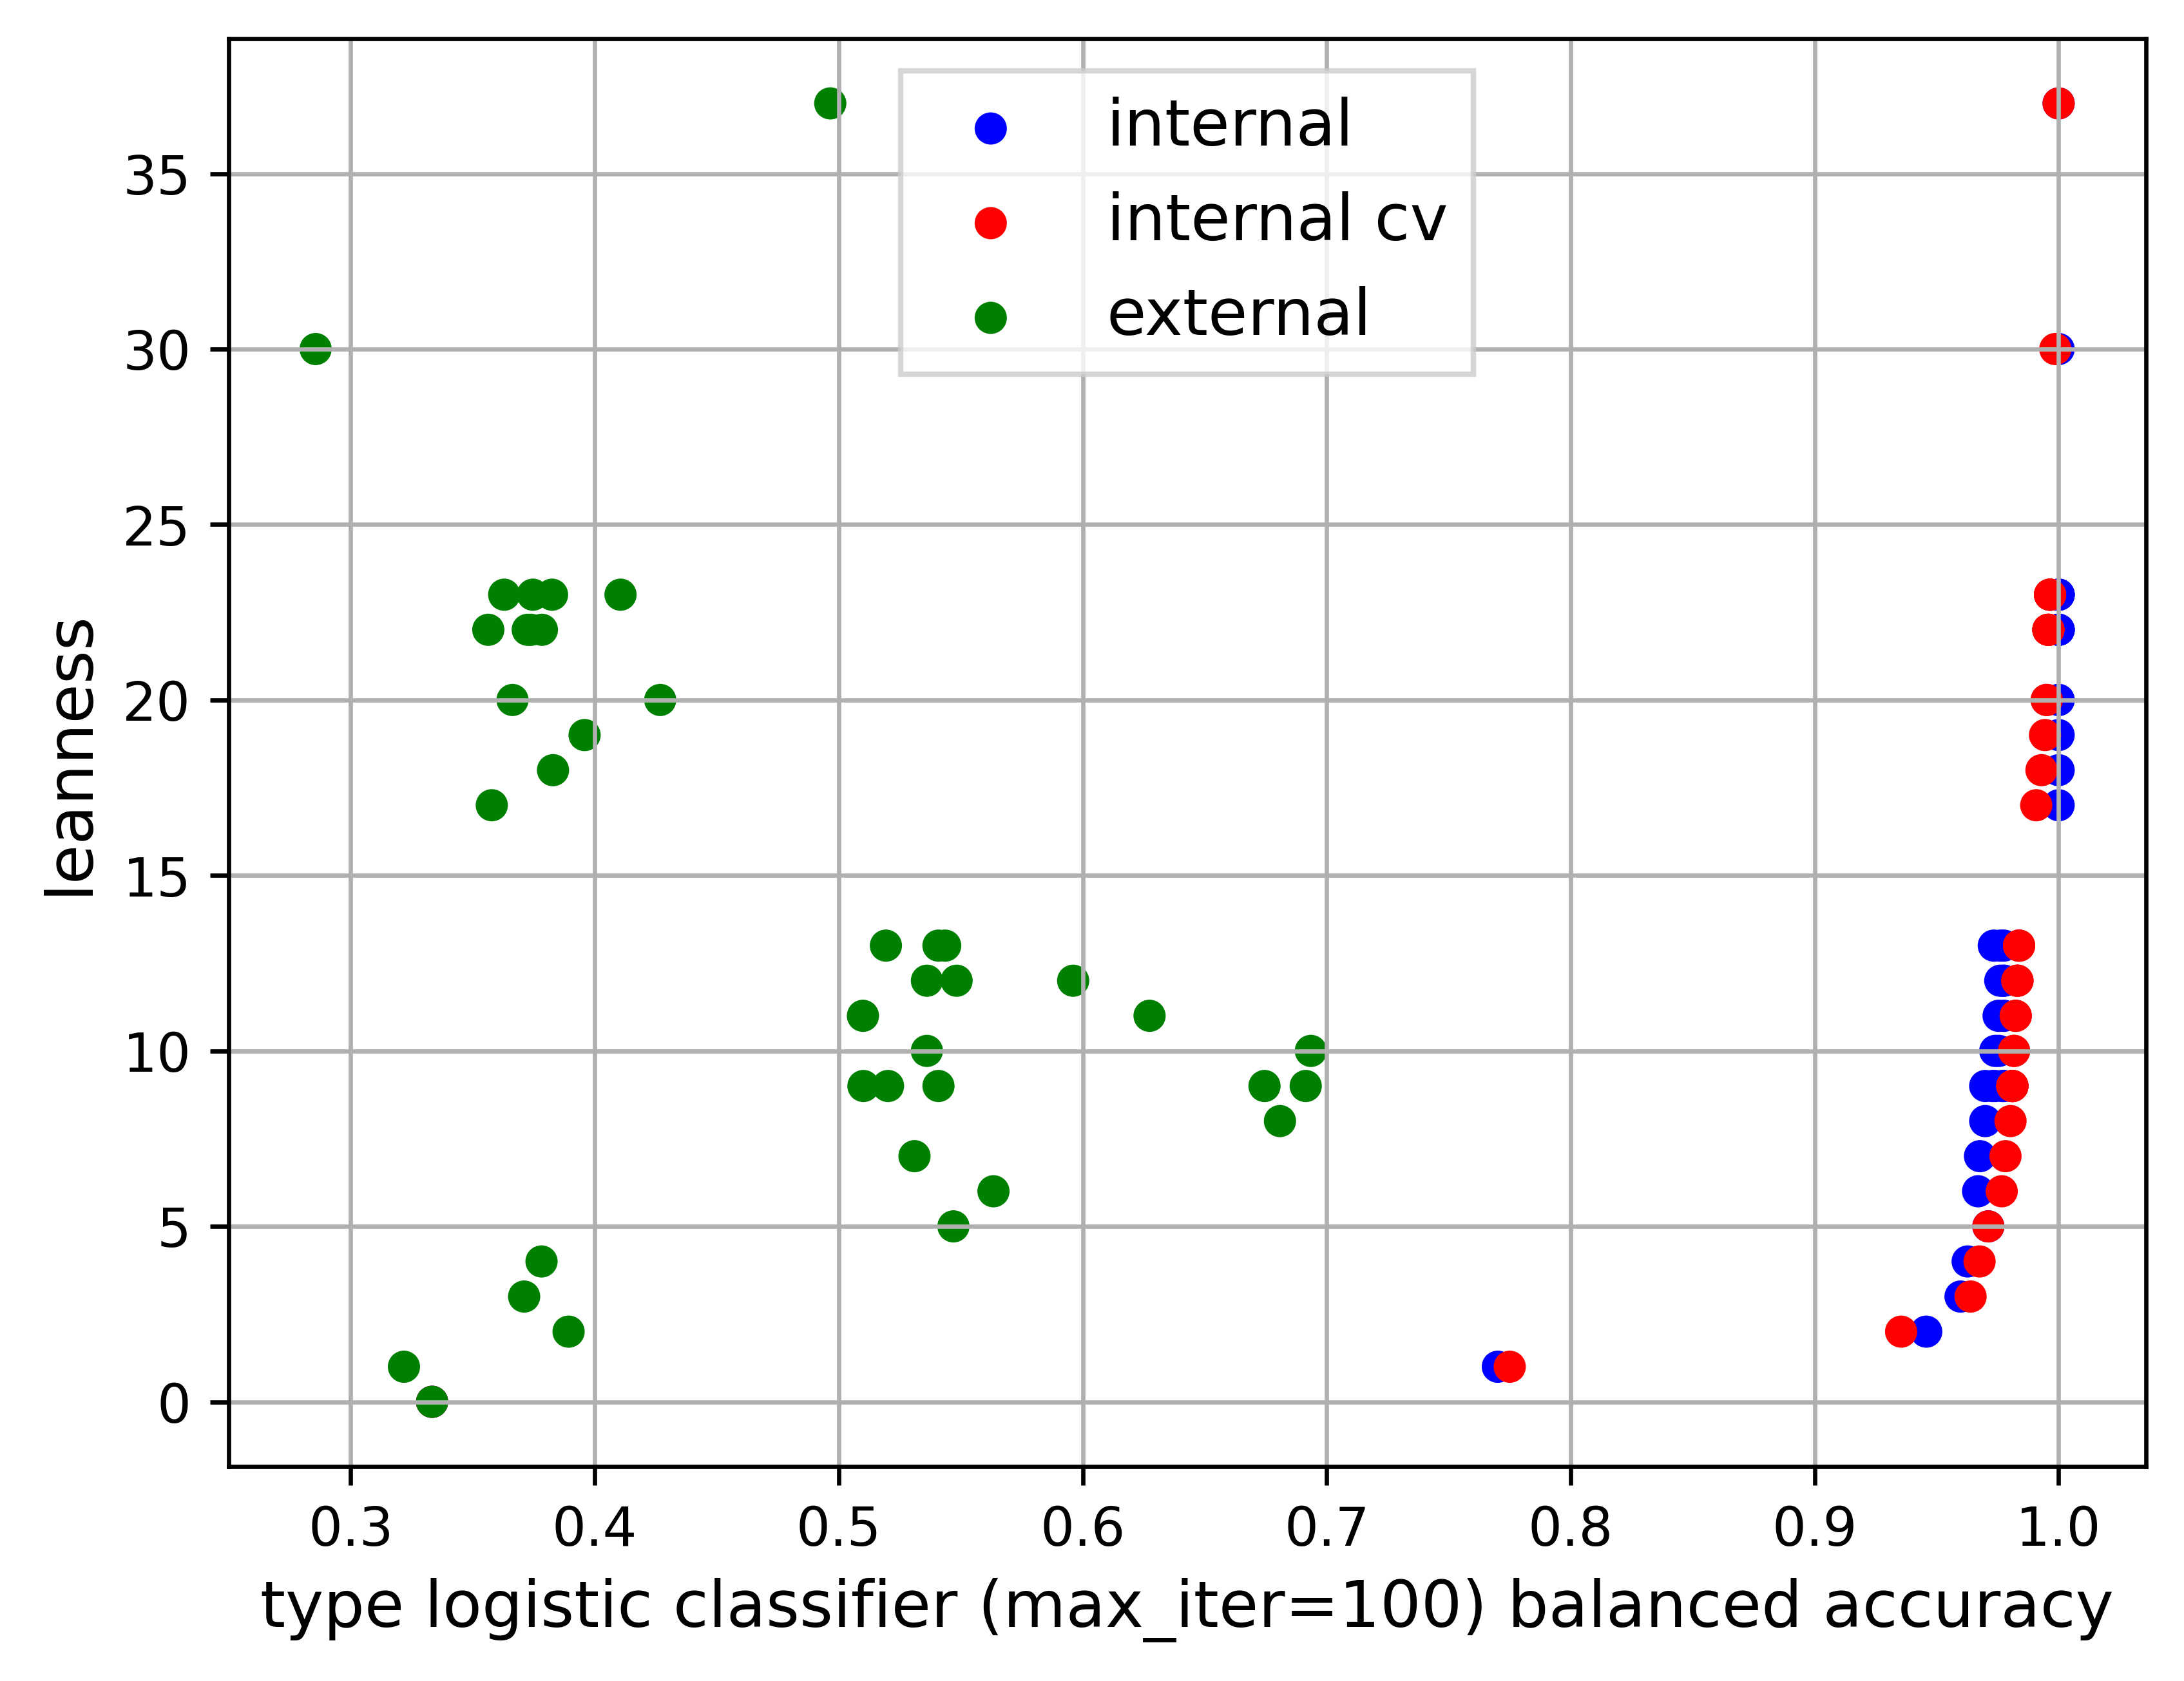 internal
internal cv
external
35
30
25
20
15
10
5
0
leanness
0.3 0.4 0.5 0.6 0.7 0.8 0.9 1.0
type logistic classifier (max_iter=100) balanced accuracy